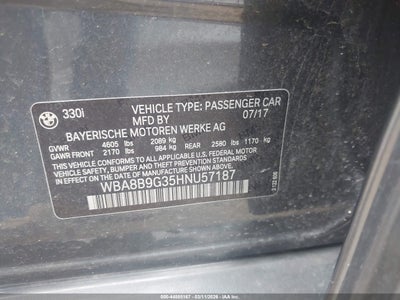 330i
VEHICLE TYPE: PASSENGER CAR
MFD BY 07/17
BAYERISCHE MOTOREN WERKE AG
GVWR 4605 lbs 2089 kg
GAWR FRONT 2170 lbs 984 kg REAR 2580 lbs 1170 kg
THIS VEHICLE CONFORMS TO ALL APPLICABLE U.S. FEDERAL MOTOR
VEHICLE SAFETY, BUMPER AND THEFT PREVENTION STANDARDS
IN EFFECT ON THE DATE OF MANUFACTURE SHOWN ABOVE.
WBA8B9G35HNU57187